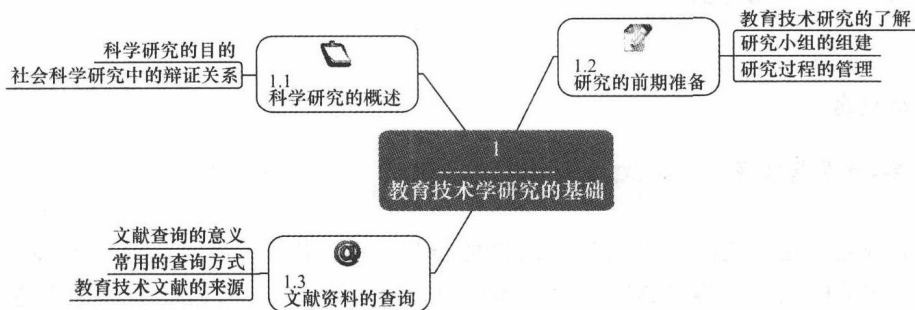 科学研究的目的
社会科学研究中的辩证关系
1.1
科学研究的概述
教育技术研究的了解
研究小组的组建
研究过程的管理
1.2
研究的前期准备
1
教育技术学研究的基础
文献查询的意义
常用的查询方式
教育技术文献的来源
@
1.3
文献资料的查询